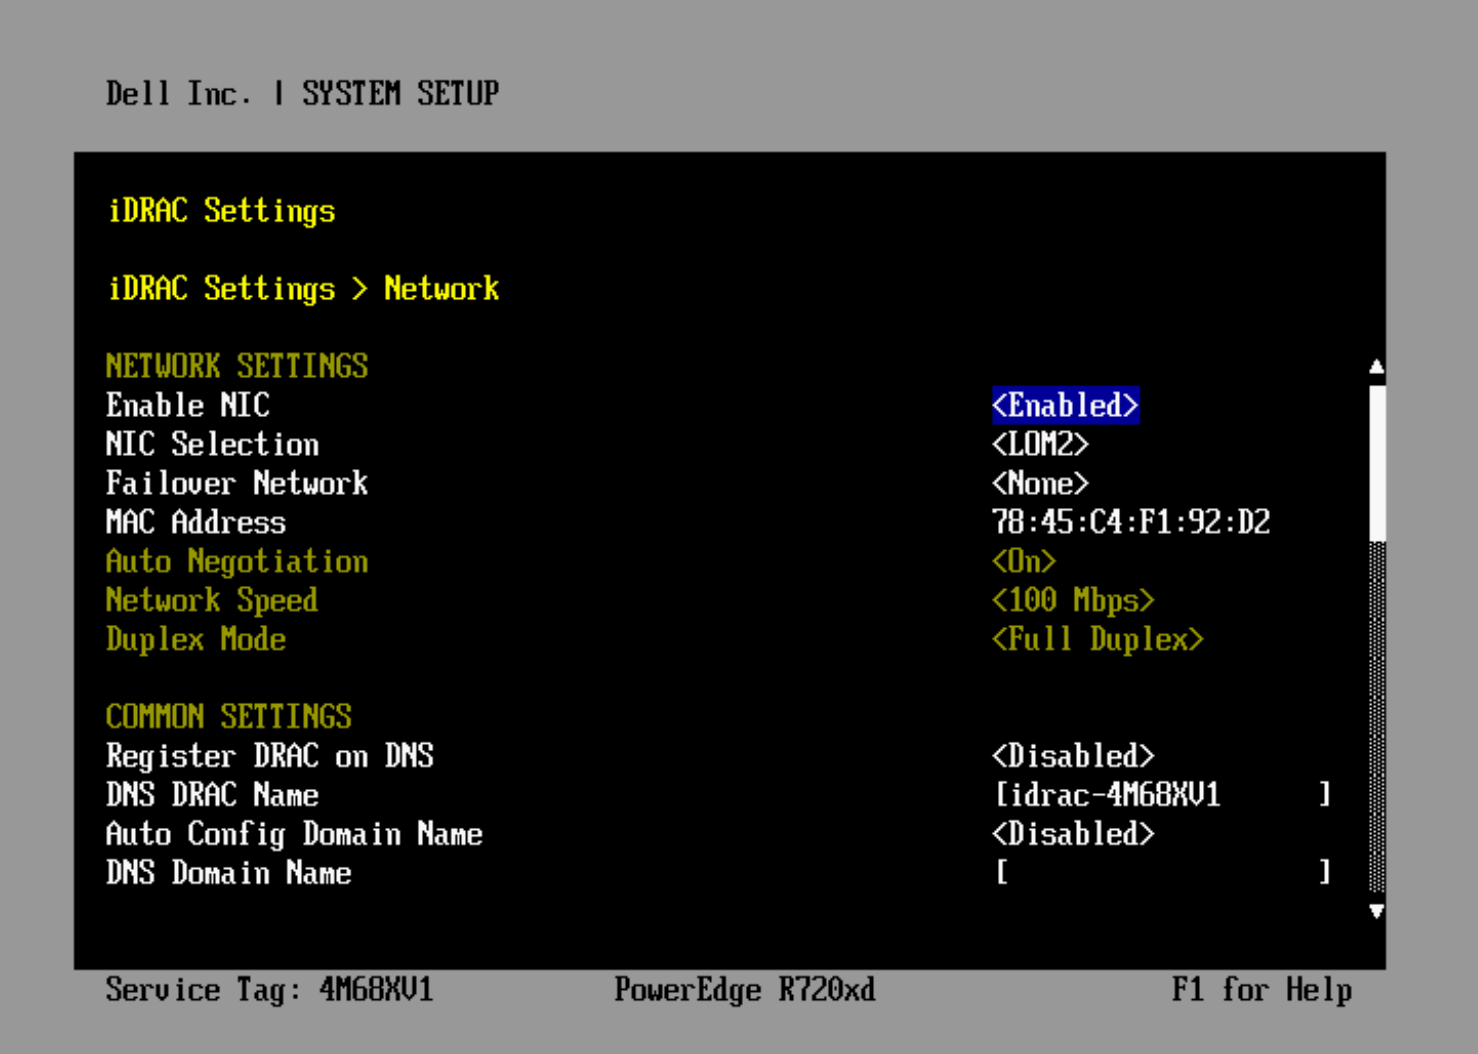 Dell Inc. | SYSTEM SETUP
iDRAC Settings
iDRAC Settings > Network
NETWORK SETTINGS
Enable NIC <Enabled>
NIC Selection <LOM2>
Failover Network <None>
MAC Address 78:45:C4:F1:92:D2
Auto Negotiation <On>
Network Speed <100 Mbps>
Duplex Mode <Full Duplex>
COMMON SETTINGS
Register DRAC on DNS <Disabled>
DNS DRAC Name [idrac-4M68XV1 ]
Auto Config Domain Name <Disabled>
DNS Domain Name [ ]
Service Tag: 4M68XV1 PowerEdge R720xd F1 for Help